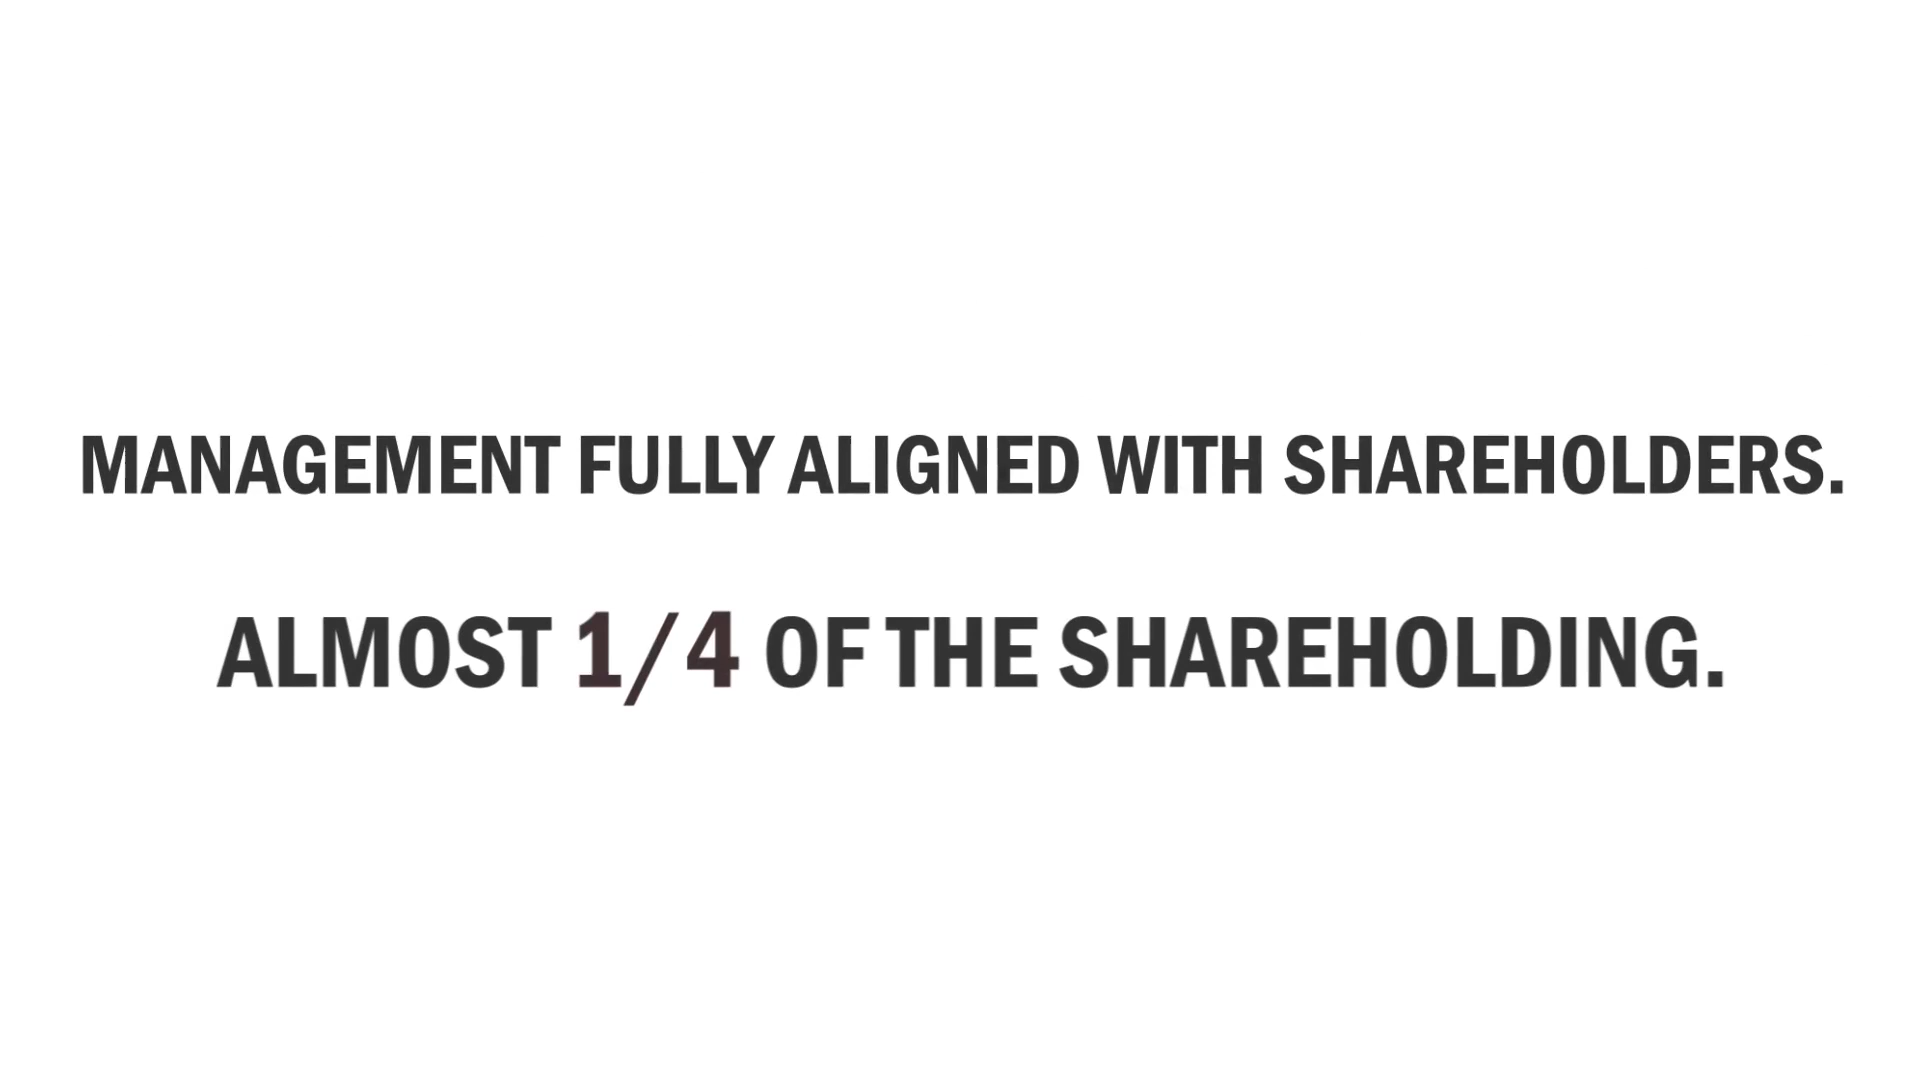 MANAGEMENT FULLY ALIGNED WITH SHAREHOLDERS.
ALMOST 1/4 OF THE SHAREHOLDING.